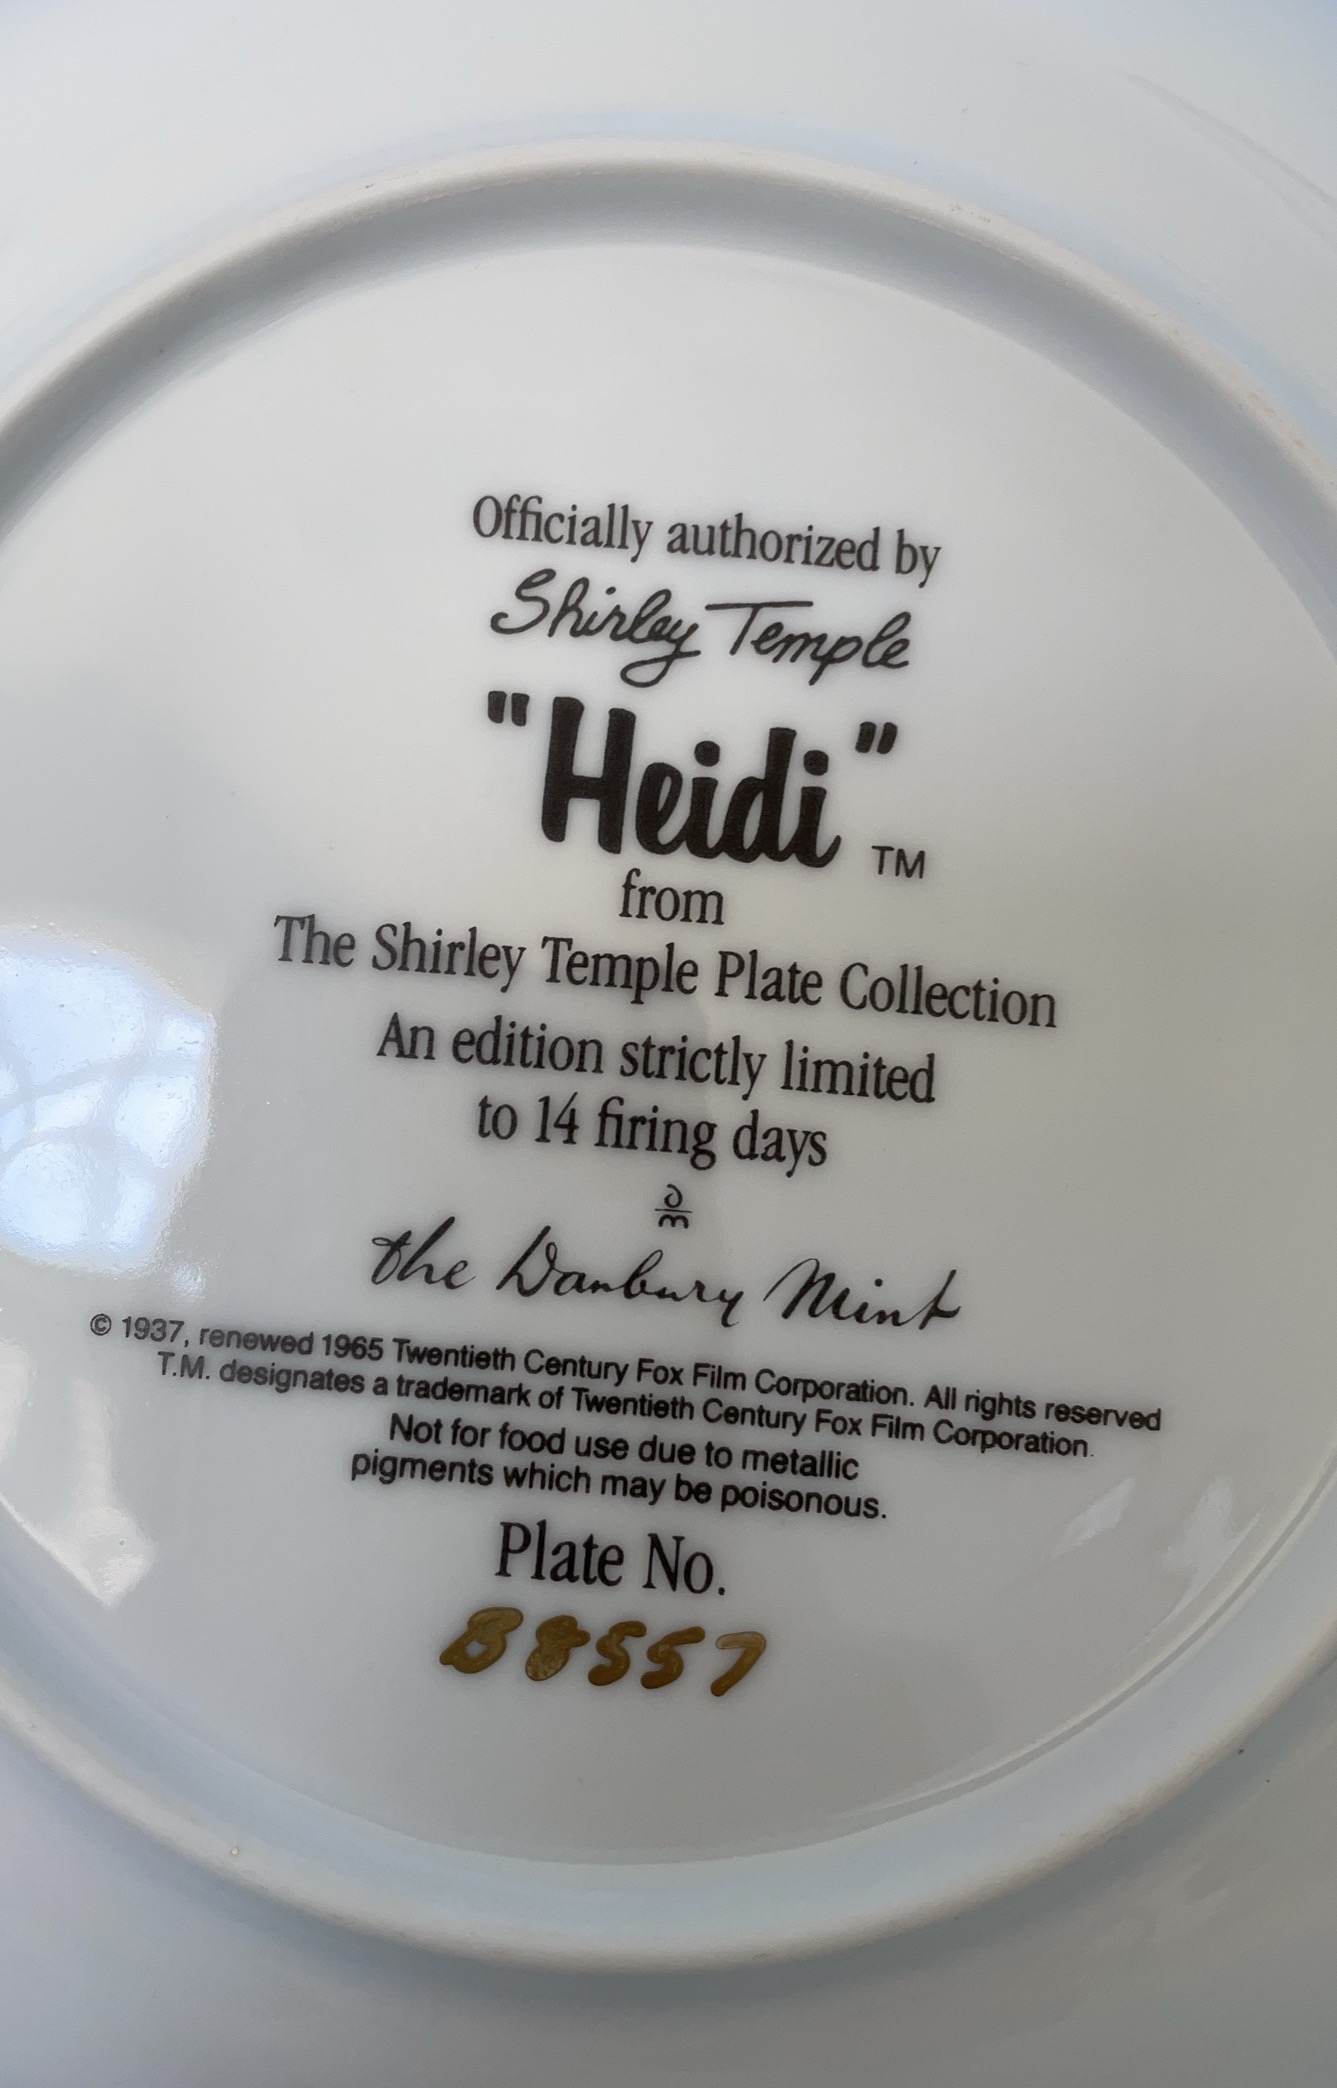 Officially authorized by
Shirley Temple
"Heidi" TM
from
The Shirley Temple Plate Collection
An edition strictly limited
to 14 firing days
the Danbury Mint
© 1937, renewed 1965 Twentieth Century Fox Film Corporation. All rights reserved
T.M. designates a trademark of Twentieth Century Fox Film Corporation.
Not for food use due to metallic
pigments which may be poisonous.
Plate No.
B8557